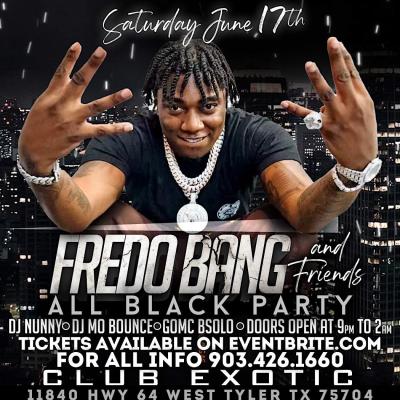 Saturday June 17th
FREDO BANG and Friends
ALL BLACK PARTY
DJ NUNNY DJ MO BOUNCE GOMC BSOLO DOORS OPEN AT 9PM TO 2AM
TICKETS AVAILABLE ON EVENTBRITE.COM
FOR ALL INFO 903.426.1660
CLUB EXOTIC
11840 HWY 64 WEST TYLER TX 75704